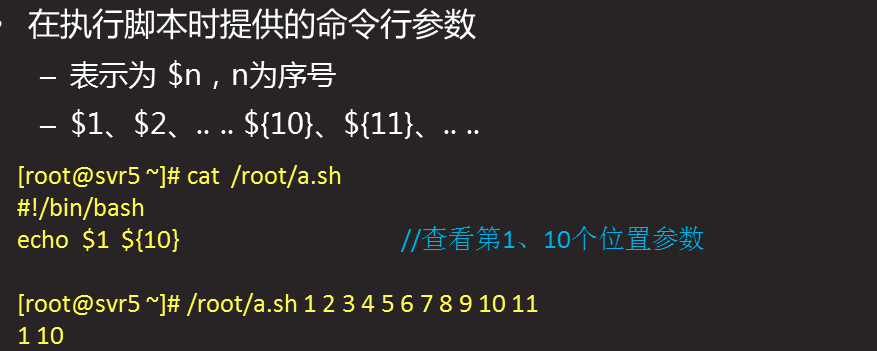 • 在执行脚本时提供的命令行参数
– 表示为 $n，n为序号
– $1、$2、.. .. ${10}、${11}、.. ..
[root@svr5 ~]# cat /root/a.sh
#!/bin/bash
echo $1 ${10} //查看第1、10个位置参数
[root@svr5 ~]# /root/a.sh 1 2 3 4 5 6 7 8 9 10 11
1 10